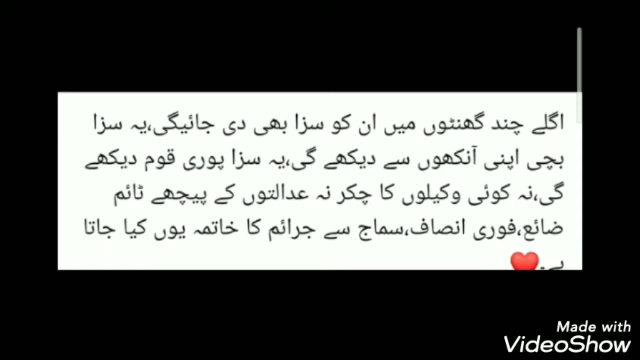 اگلے چند گھنٹوں میں ان کو سزا بھی دی جائیگی،یہ سزا
بچی اپنی آنکھوں سے دیکھے گی،یہ سزا پوری قوم دیکھے
گی،نہ کوئی وکیلوں کا چکر نہ عدالتوں کے پیچھے ٹائم
ضائع،فوری انصاف،سماج سے جرائم کا خاتمہ یوں کیا جاتا
ہے۔❤️
Made with
VideoShow